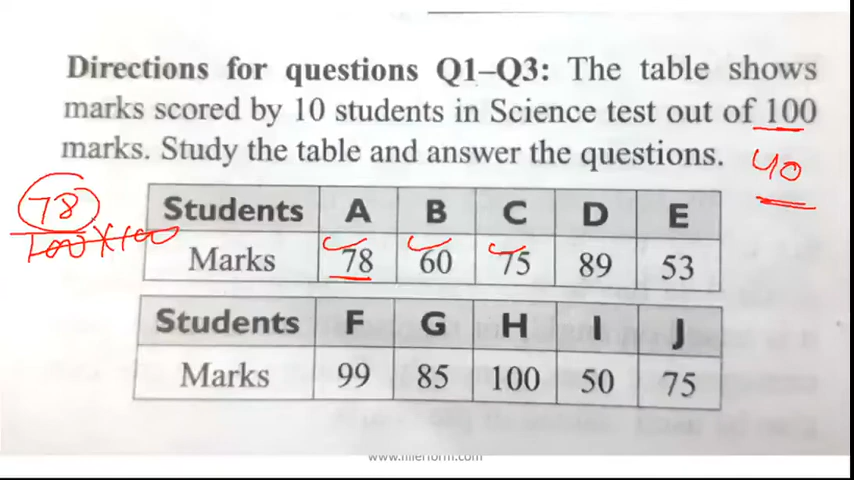 Directions for questions Q1–Q3: The table shows
marks scored by 10 students in Science test out of 100
marks. Study the table and answer the questions.
40
78
100 × 100
Students A B C D E
Marks 78 60 75 89 53
Students F G H I J
Marks 99 85 100 50 75